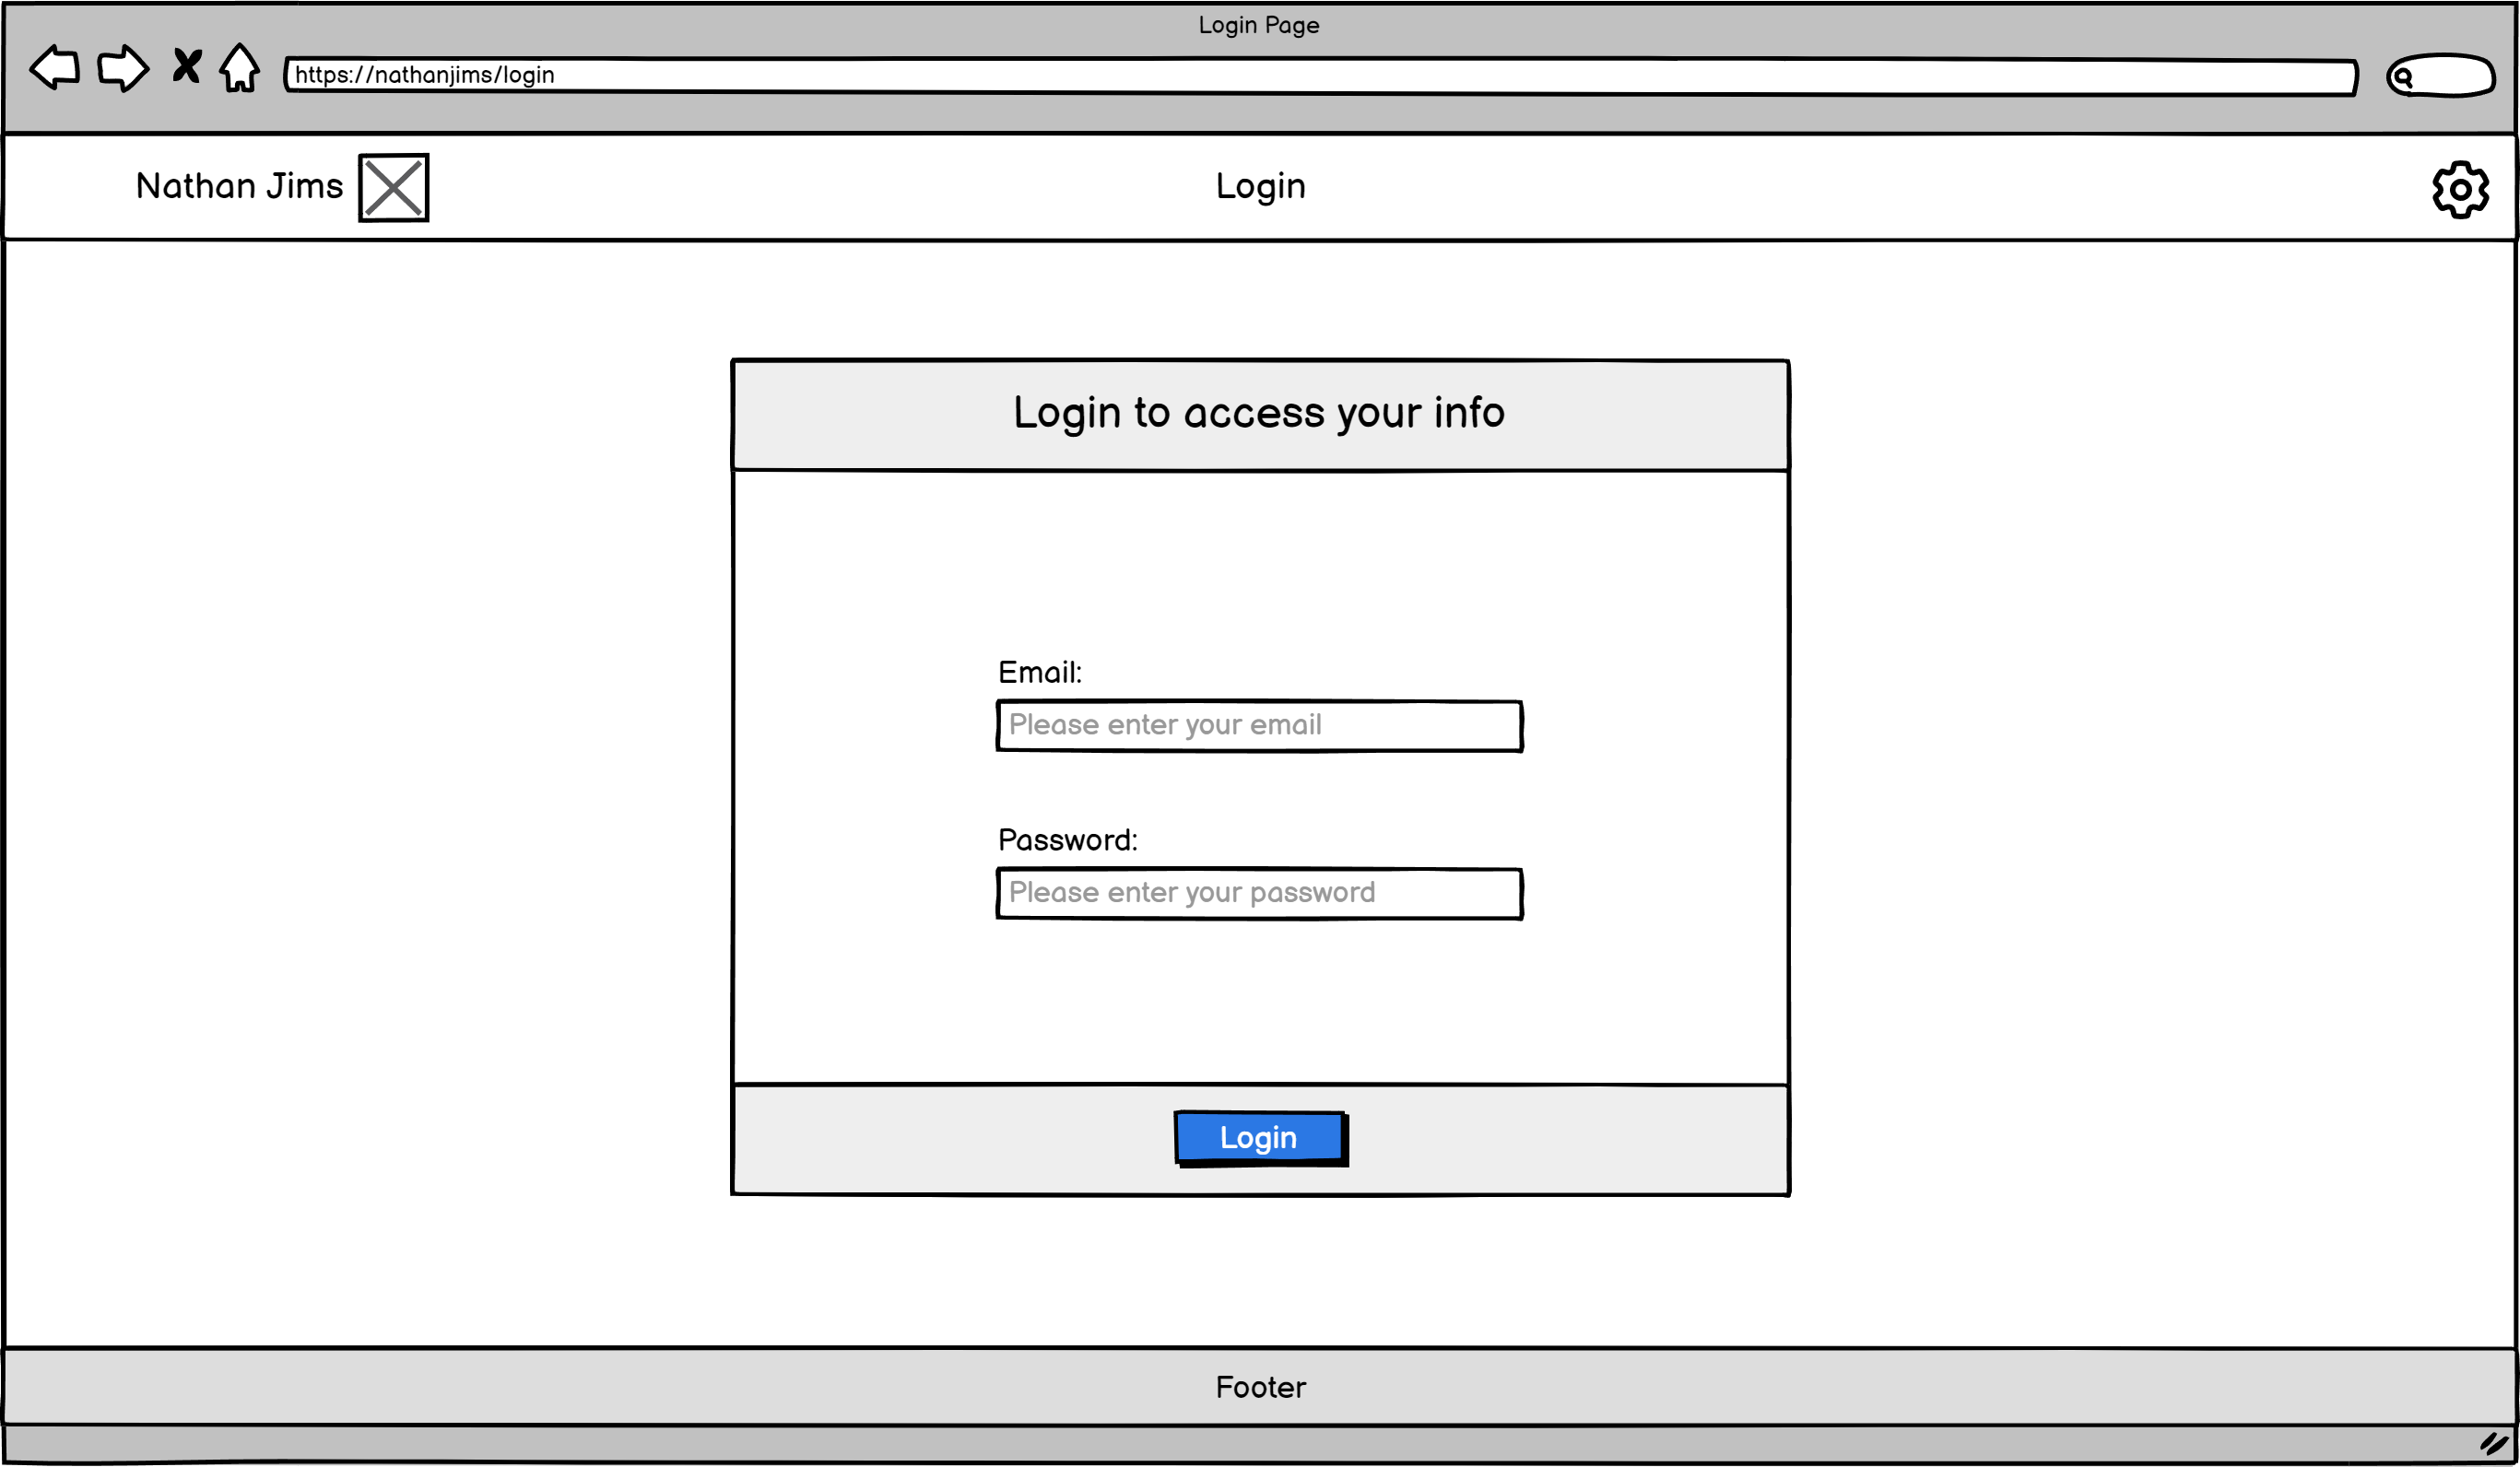 Login Page
https://nathanjims/login
Nathan Jims
Login
Login to access your info
Email:
Please enter your email
Password:
Please enter your password
Login
Footer